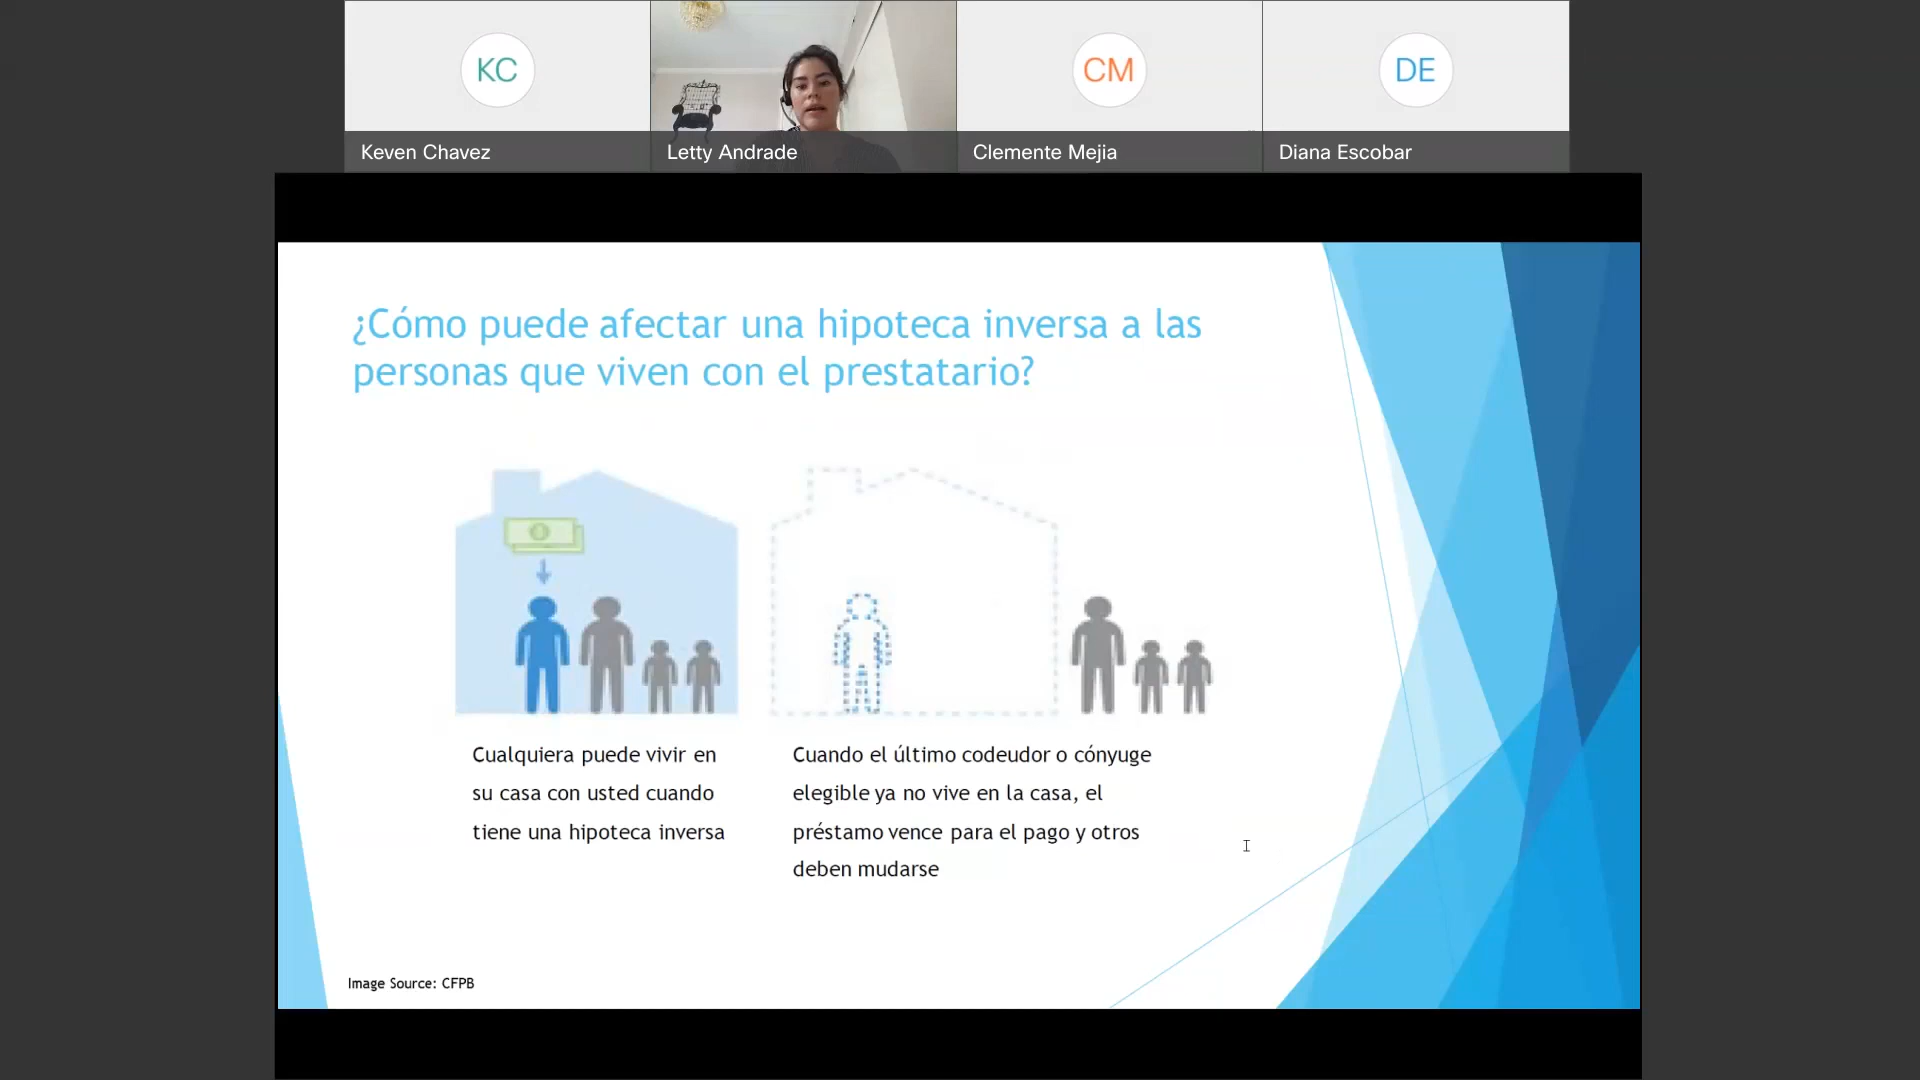 KC
CM
DE
Keven Chavez
Letty Andrade
Clemente Mejia
Diana Escobar
¿Cómo puede afectar una hipoteca inversa a las
personas que viven con el prestatario?
Cualquiera puede vivir en
su casa con usted cuando
tiene una hipoteca inversa
Cuando el último codeudor o cónyuge
elegible ya no vive en la casa, el
préstamo vence para el pago y otros
deben mudarse
Image Source: CFPB